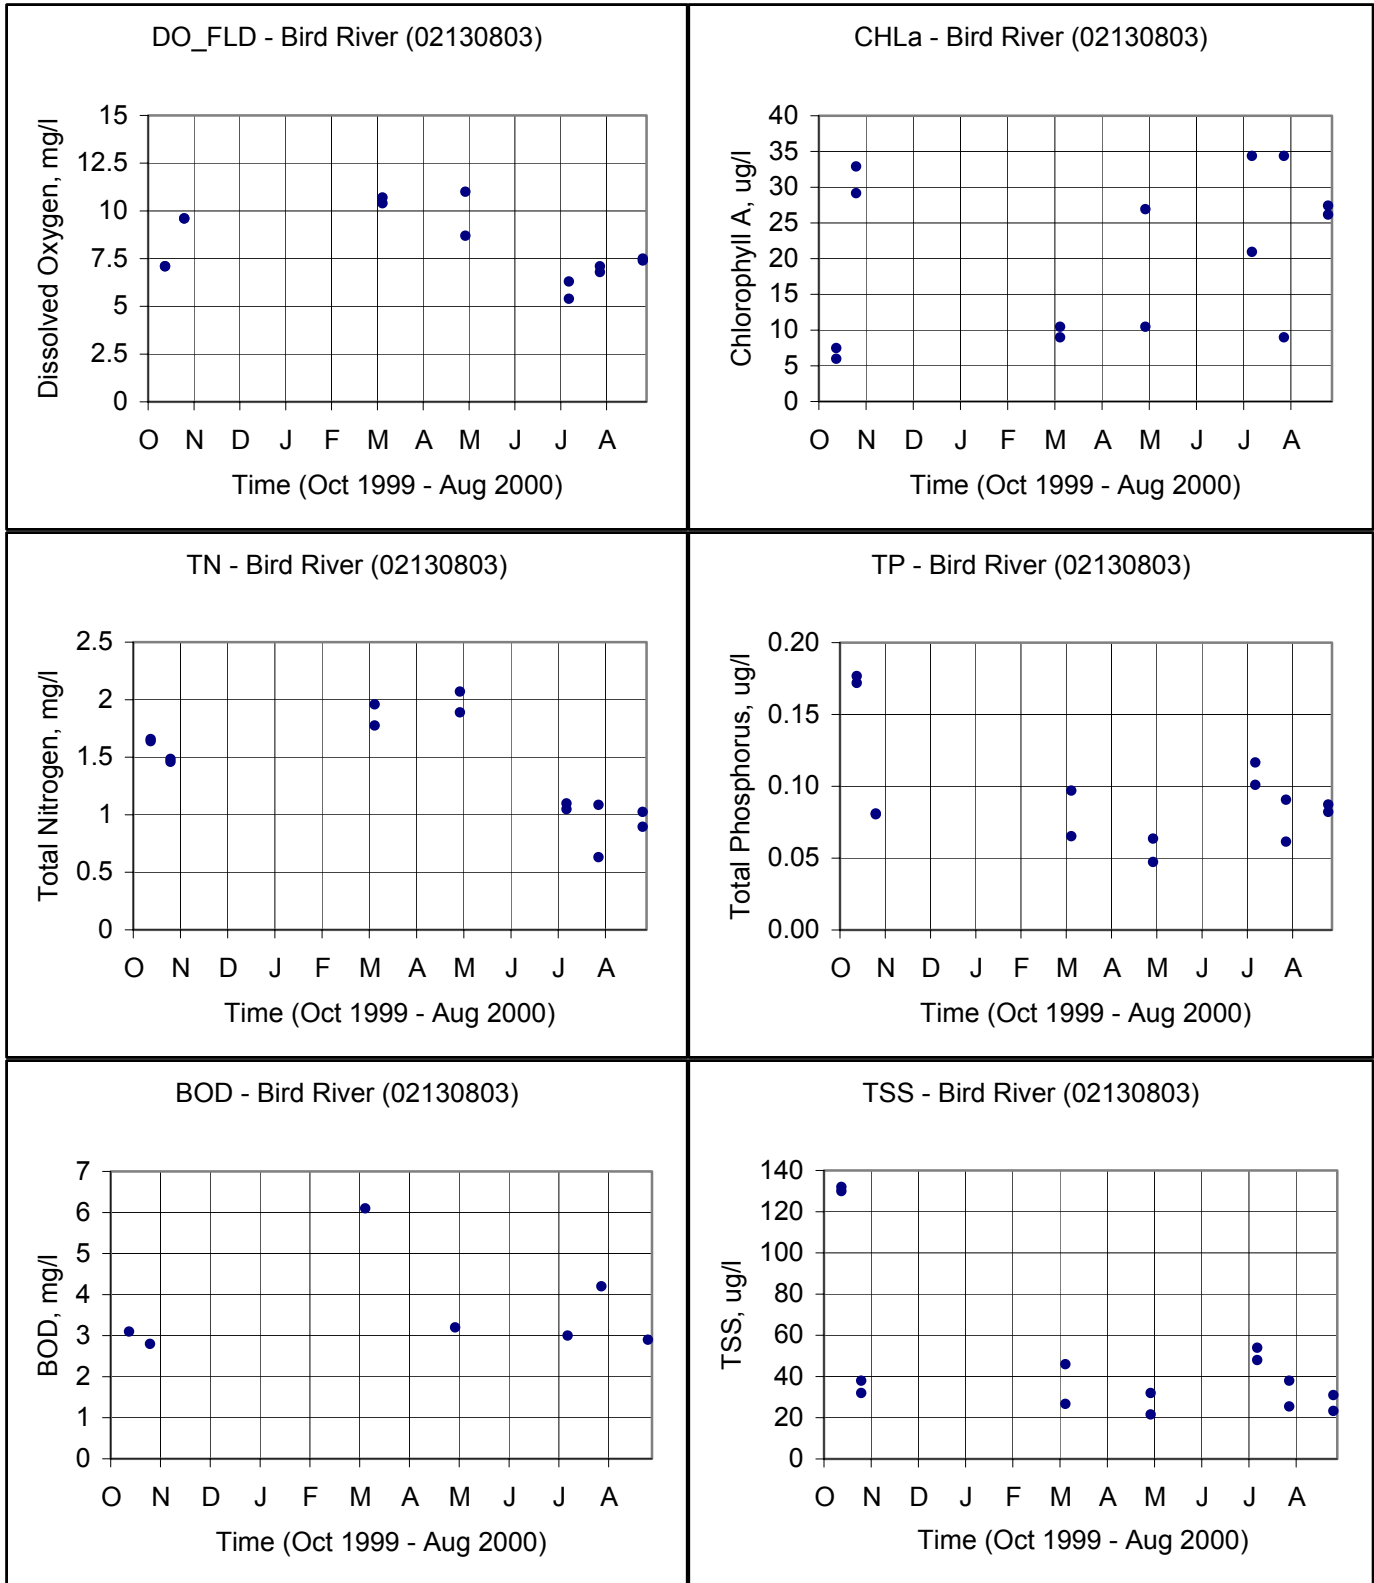 DO_FLD - Bird River (02130803)
Dissolved Oxygen, mg/l
15
12.5
10
7.5
5
2.5
0
O N D J F M A M J J A
Time (Oct 1999 - Aug 2000)
CHLa - Bird River (02130803)
Chlorophyll A, ug/l
40
35
30
25
20
15
10
5
0
O N D J F M A M J J A
Time (Oct 1999 - Aug 2000)
TN - Bird River (02130803)
Total Nitrogen, mg/l
2.5
2
1.5
1
0.5
0
O N D J F M A M J J A
Time (Oct 1999 - Aug 2000)
TP - Bird River (02130803)
Total Phosphorus, ug/l
0.20
0.15
0.10
0.05
0.00
O N D J F M A M J J A
Time (Oct 1999 - Aug 2000)
BOD - Bird River (02130803)
BOD, mg/l
7
6
5
4
3
2
1
0
O N D J F M A M J J A
Time (Oct 1999 - Aug 2000)
TSS - Bird River (02130803)
TSS, ug/l
140
120
100
80
60
40
20
0
O N D J F M A M J J A
Time (Oct 1999 - Aug 2000)